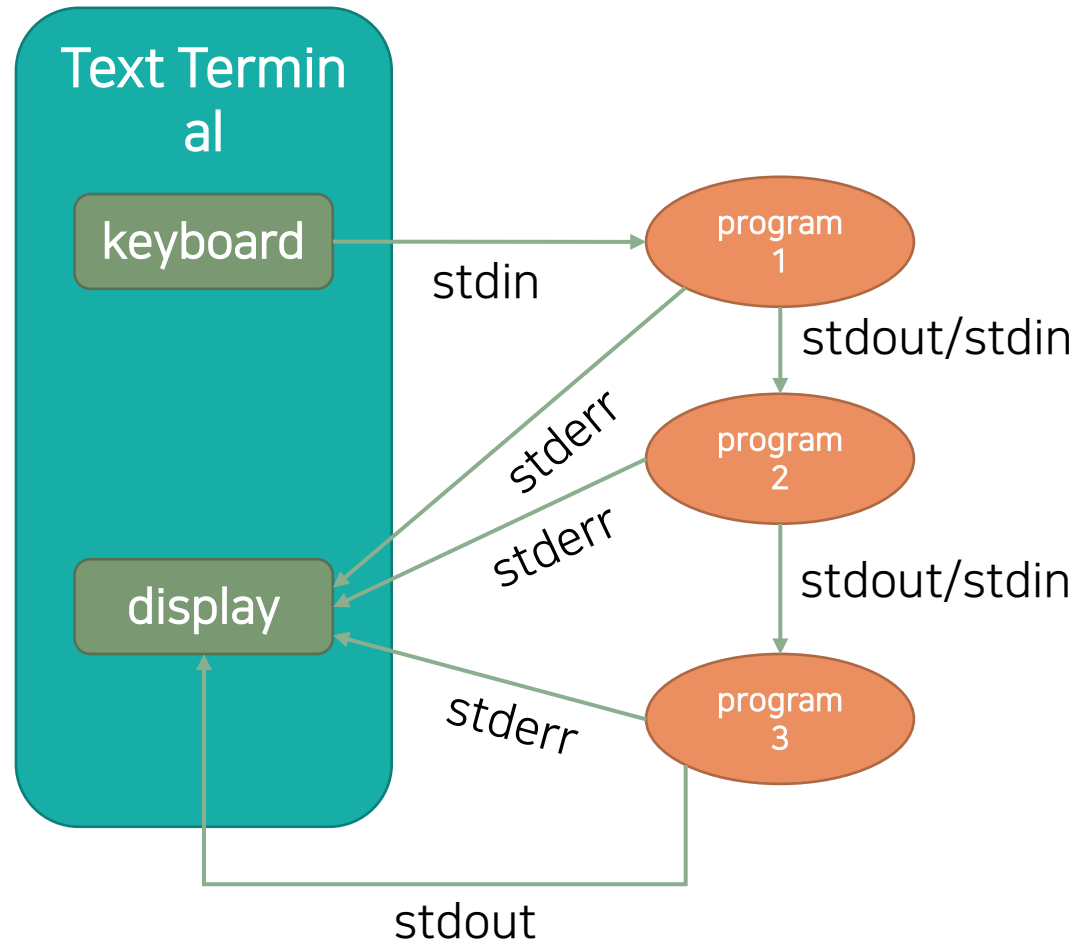 Text Termin
al
keyboard
stdin
program
1
stdout/stdin
stderr
program
2
stderr
stdout/stdin
display
stderr
program
3
stdout